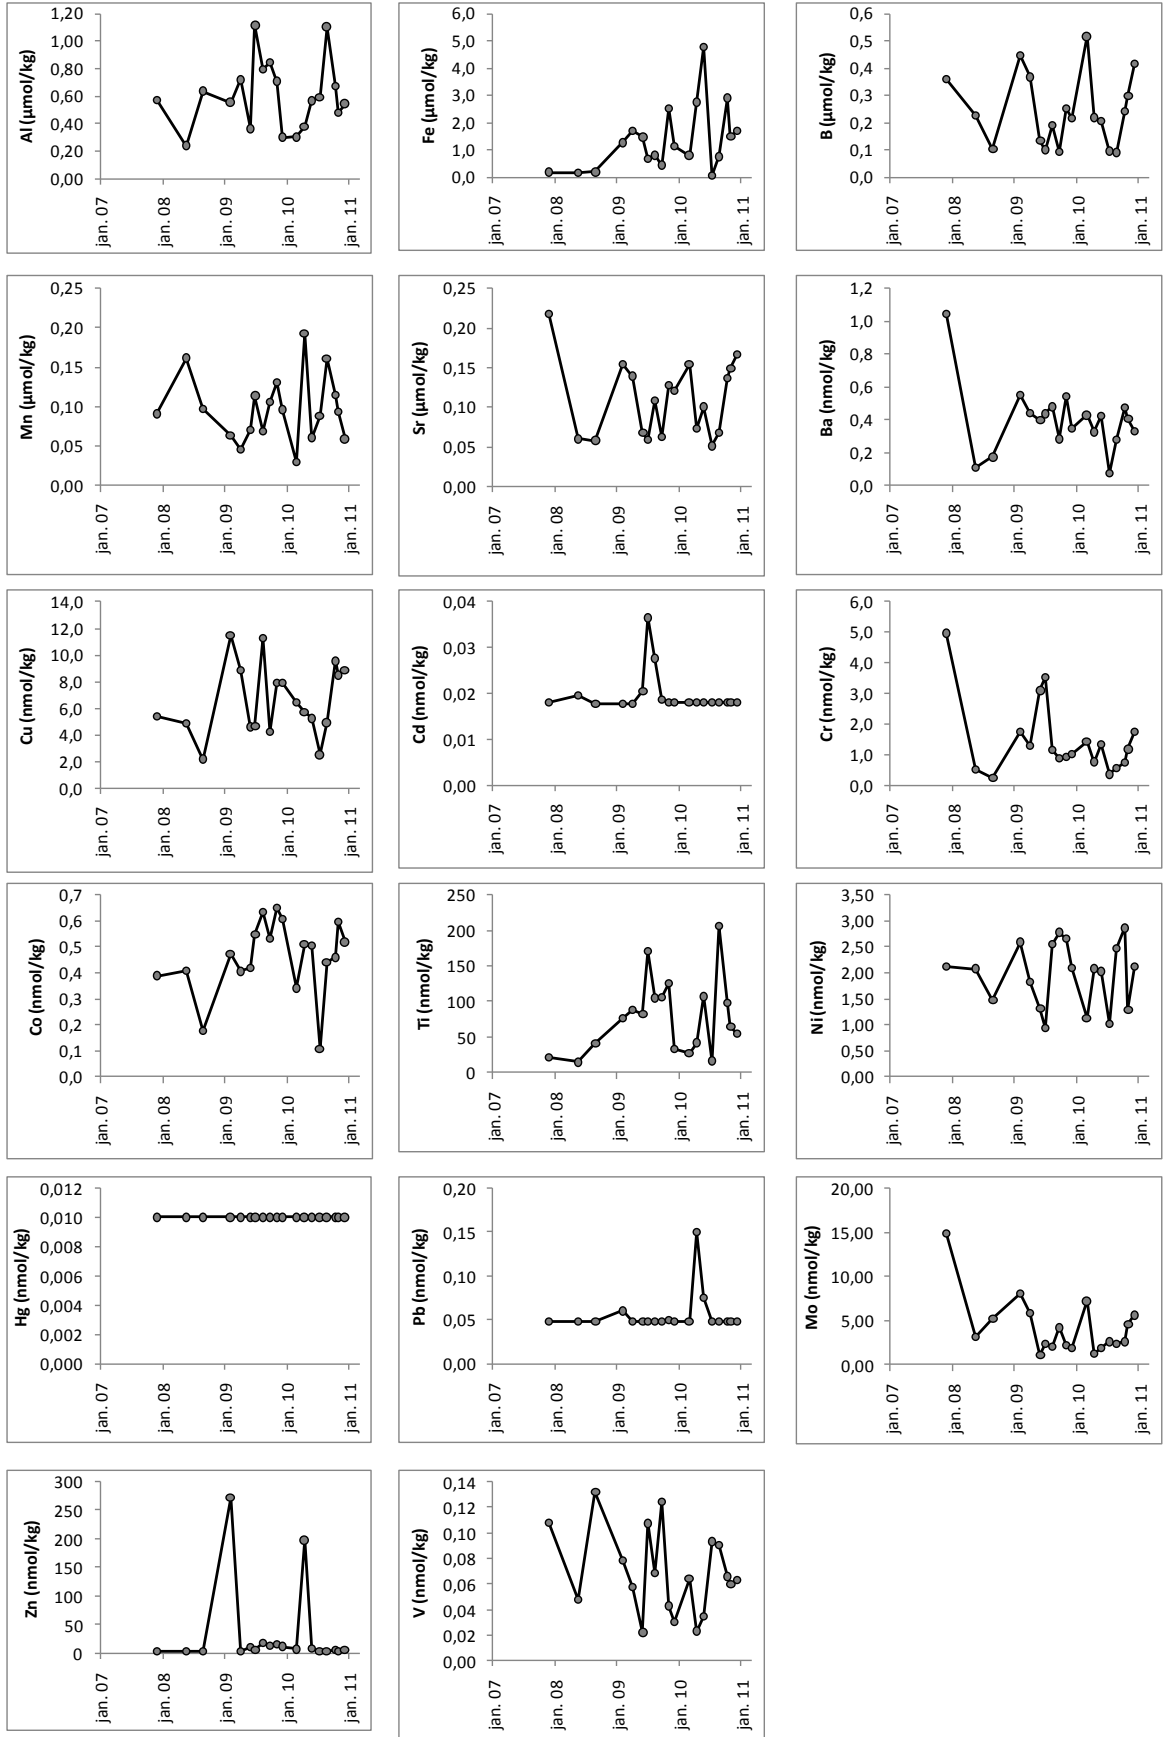 Al (µmol/kg)
1,20
1,00
0,80
0,60
0,40
0,20
0,00
jan. 07
jan. 08
jan. 09
jan. 10
jan. 11
Fe (µmol/kg)
6,0
5,0
4,0
3,0
2,0
1,0
0,0
jan. 07
jan. 08
jan. 09
jan. 10
jan. 11
B (µmol/kg)
0,6
0,5
0,4
0,3
0,2
0,1
0,0
jan. 07
jan. 08
jan. 09
jan. 10
jan. 11
Mn (µmol/kg)
0,25
0,20
0,15
0,10
0,05
0,00
jan. 07
jan. 08
jan. 09
jan. 10
jan. 11
Sr (µmol/kg)
0,25
0,20
0,15
0,10
0,05
0,00
jan. 07
jan. 08
jan. 09
jan. 10
jan. 11
Ba (nmol/kg)
1,2
1,0
0,8
0,6
0,4
0,2
0,0
jan. 07
jan. 08
jan. 09
jan. 10
jan. 11
Cu (nmol/kg)
14,0
12,0
10,0
8,0
6,0
4,0
2,0
0,0
jan. 07
jan. 08
jan. 09
jan. 10
jan. 11
Cd (nmol/kg)
0,04
0,03
0,02
0,01
0,00
jan. 07
jan. 08
jan. 09
jan. 10
jan. 11
Cr (nmol/kg)
6,0
5,0
4,0
3,0
2,0
1,0
0,0
jan. 07
jan. 08
jan. 09
jan. 10
jan. 11
Co (nmol/kg)
0,7
0,6
0,5
0,4
0,3
0,2
0,1
0,0
jan. 07
jan. 08
jan. 09
jan. 10
jan. 11
Ti (nmol/kg)
250
200
150
100
50
0
jan. 07
jan. 08
jan. 09
jan. 10
jan. 11
Ni (nmol/kg)
3,50
3,00
2,50
2,00
1,50
1,00
0,50
0,00
jan. 07
jan. 08
jan. 09
jan. 10
jan. 11
Hg (nmol/kg)
0,012
0,010
0,008
0,006
0,004
0,002
0,000
jan. 07
jan. 08
jan. 09
jan. 10
jan. 11
Pb (nmol/kg)
0,20
0,15
0,10
0,05
0,00
jan. 07
jan. 08
jan. 09
jan. 10
jan. 11
Mo (nmol/kg)
20,00
15,00
10,00
5,00
0,00
jan. 07
jan. 08
jan. 09
jan. 10
jan. 11
Zn (nmol/kg)
300
250
200
150
100
50
0
jan. 07
jan. 08
jan. 09
jan. 10
jan. 11
V (nmol/kg)
0,14
0,12
0,10
0,08
0,06
0,04
0,02
0,00
jan. 07
jan. 08
jan. 09
jan. 10
jan. 11